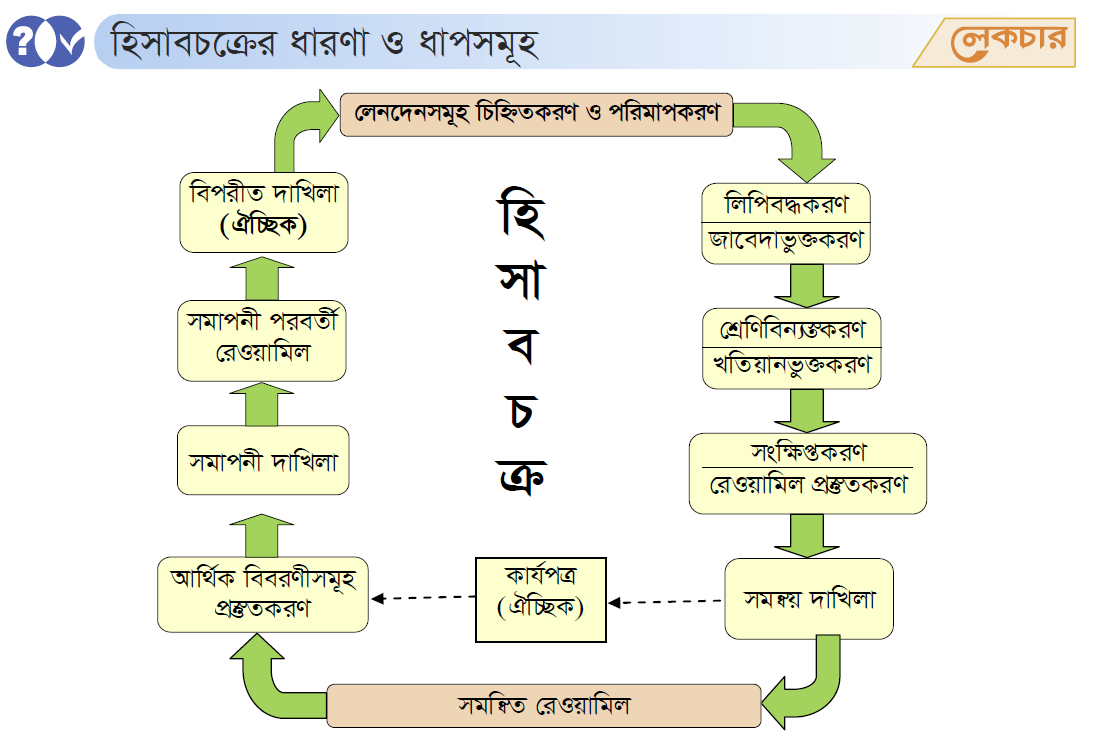 হিসাবচক্রের ধারণা ও ধাপসমূহ
লেকচার
লেনদেনসমূহ চিহ্নিতকরণ ও পরিমাপকরণ
লিপিবদ্ধকরণ
জাবেদাভুক্তকরণ
শ্রেণিবিন্যস্তকরণ
খতিয়ানভুক্তকরণ
সংক্ষিপ্তকরণ
রেওয়ামিল প্রস্তুতকরণ
সমন্বয় দাখিলা
সমন্বিত রেওয়ামিল
কার্যপত্র
(ঐচ্ছিক)
আর্থিক বিবরণীসমূহ
প্রস্তুতকরণ
সমাপনী দাখিলা
সমাপনী পরবর্তী
রেওয়ামিল
বিপরীত দাখিলা
(ঐচ্ছিক)
হি
সা
ব
চ
ক্র